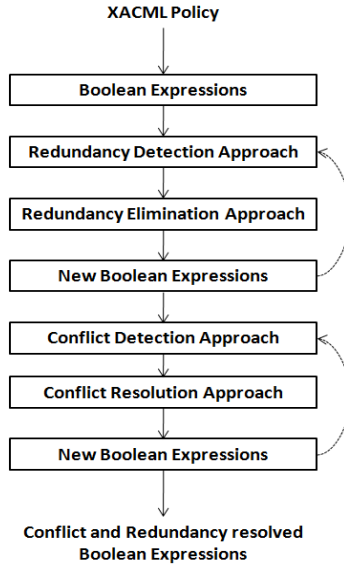 XACML Policy
Boolean Expressions
Redundancy Detection Approach
Redundancy Elimination Approach
New Boolean Expressions
Conflict Detection Approach
Conflict Resolution Approach
New Boolean Expressions
Conflict and Redundancy resolved
Boolean Expressions